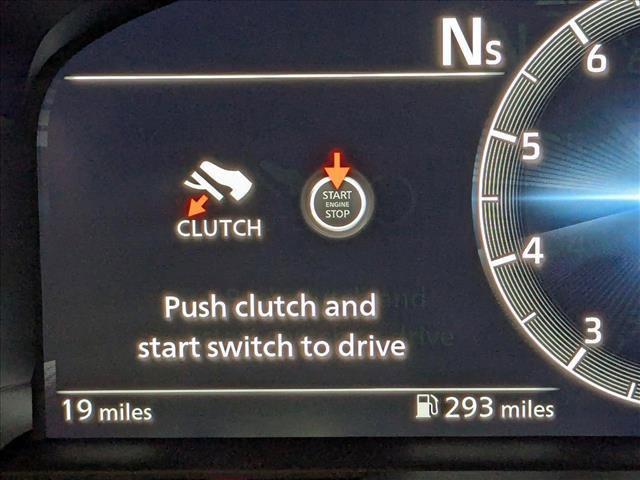 Ns
6
5
4
3
CLUTCH
START
ENGINE
STOP
Push clutch and
start switch to drive
19 miles
293 miles